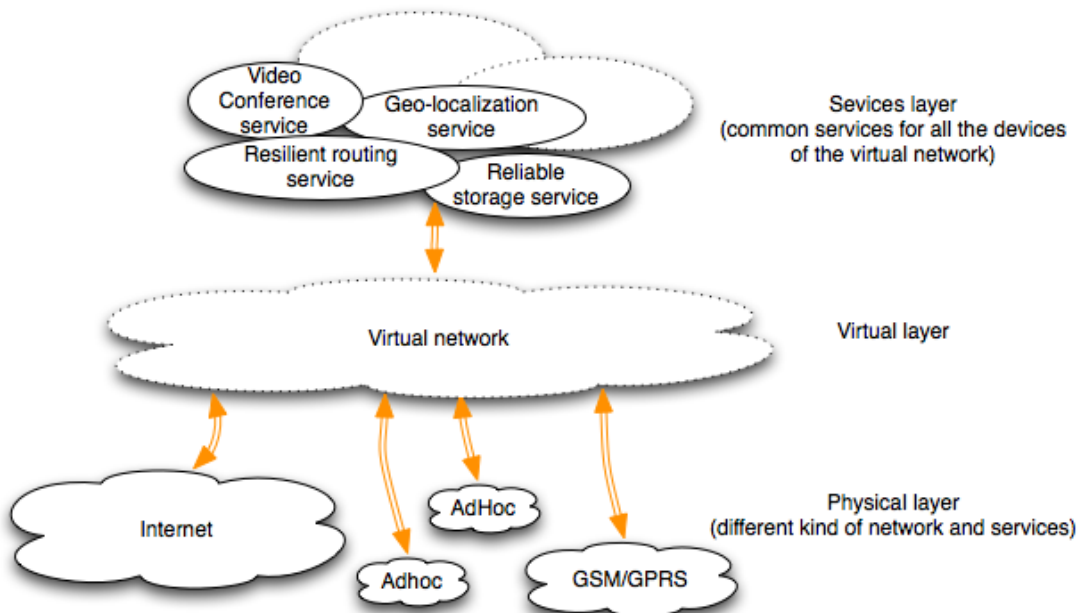 Video
Conference
service
Geo-localization
service
Resilient routing
service
Reliable
storage service
Sevices layer
(common services for all the devices
of the virtual network)
Virtual network
Virtual layer
Internet
AdHoc
Adhoc
GSM/GPRS
Physical layer
(different kind of network and services)